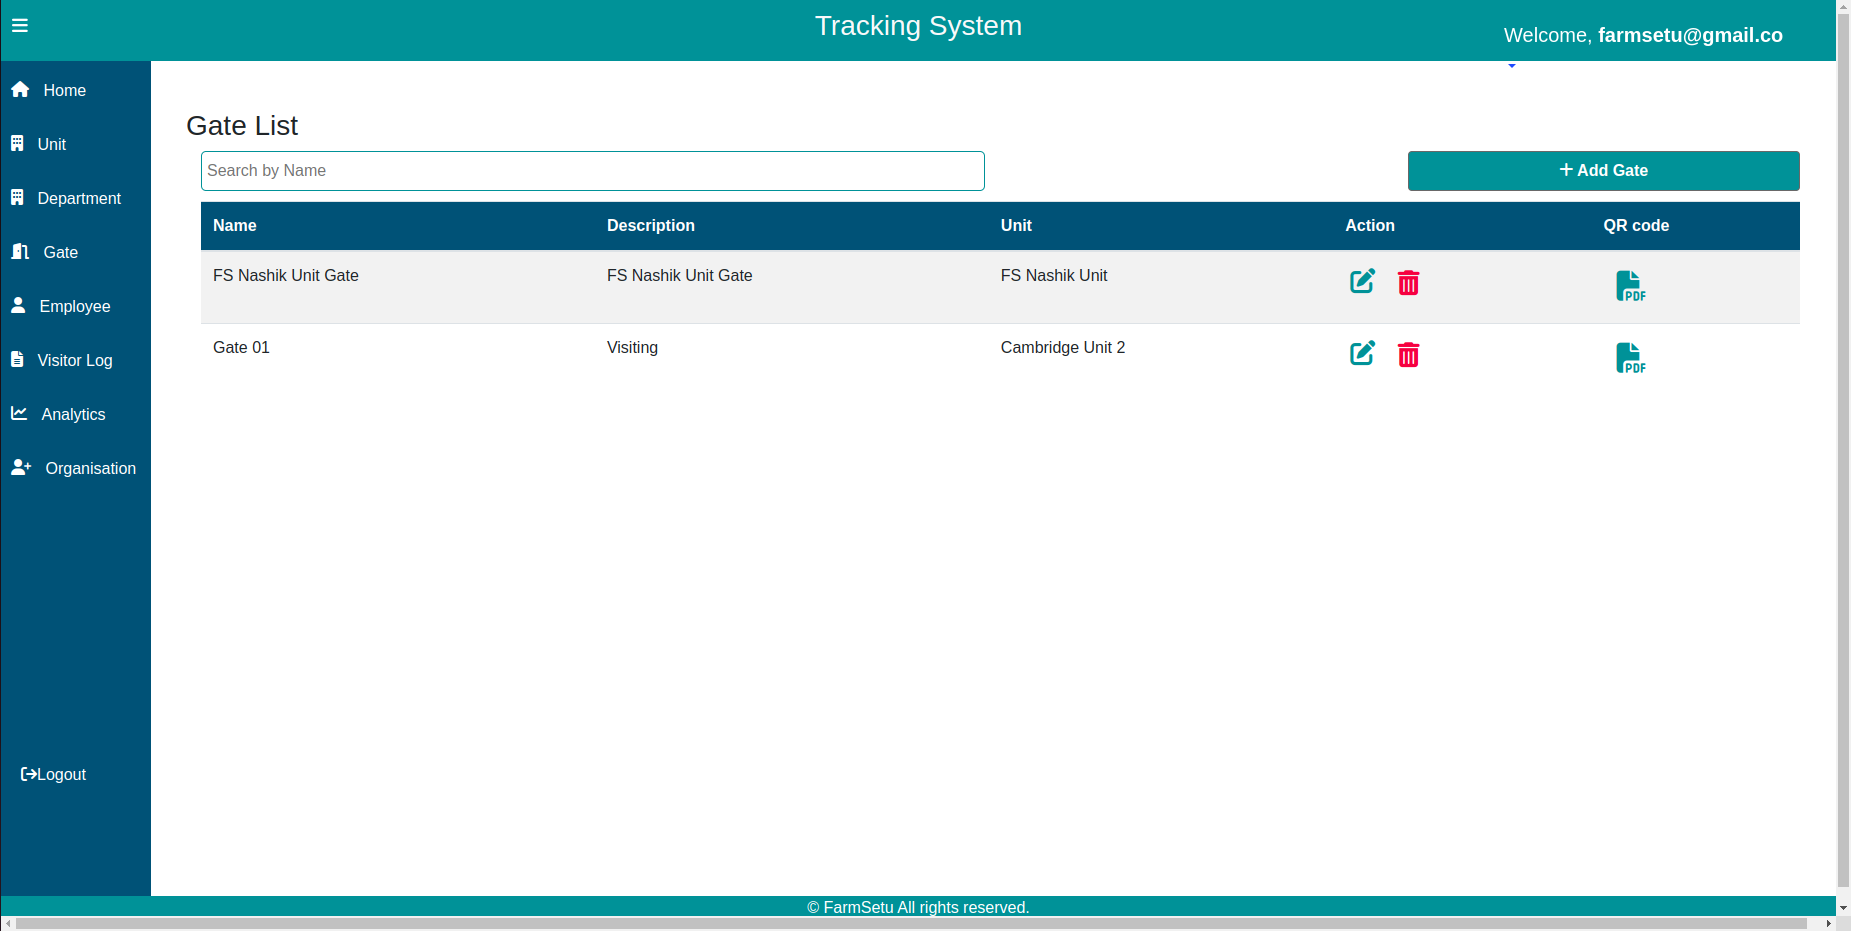 Tracking System
Welcome, farmsetu@gmail.co
Home
Unit
Department
Gate
Employee
Visitor Log
Analytics
Organisation
Logout
Gate List
Search by Name
+ Add Gate
Name Description Unit Action QR code
FS Nashik Unit Gate FS Nashik Unit Gate FS Nashik Unit PDF
Gate 01 Visiting Cambridge Unit 2 PDF
© FarmSetu All rights reserved.